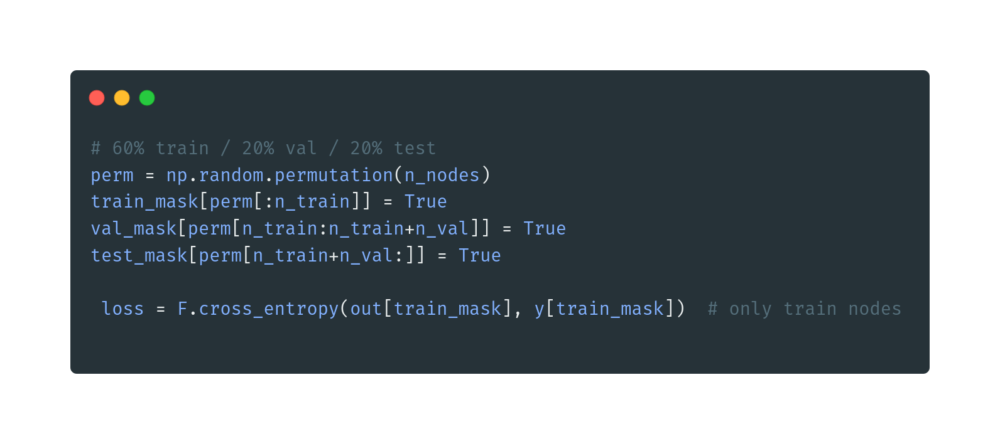 # 60% train / 20% val / 20% test
perm = np.random.permutation(n_nodes)
train_mask[perm[:n_train]] = True
val_mask[perm[n_train:n_train+n_val]] = True
test_mask[perm[n_train+n_val:]] = True
loss = F.cross_entropy(out[train_mask], y[train_mask])  # only train nodes